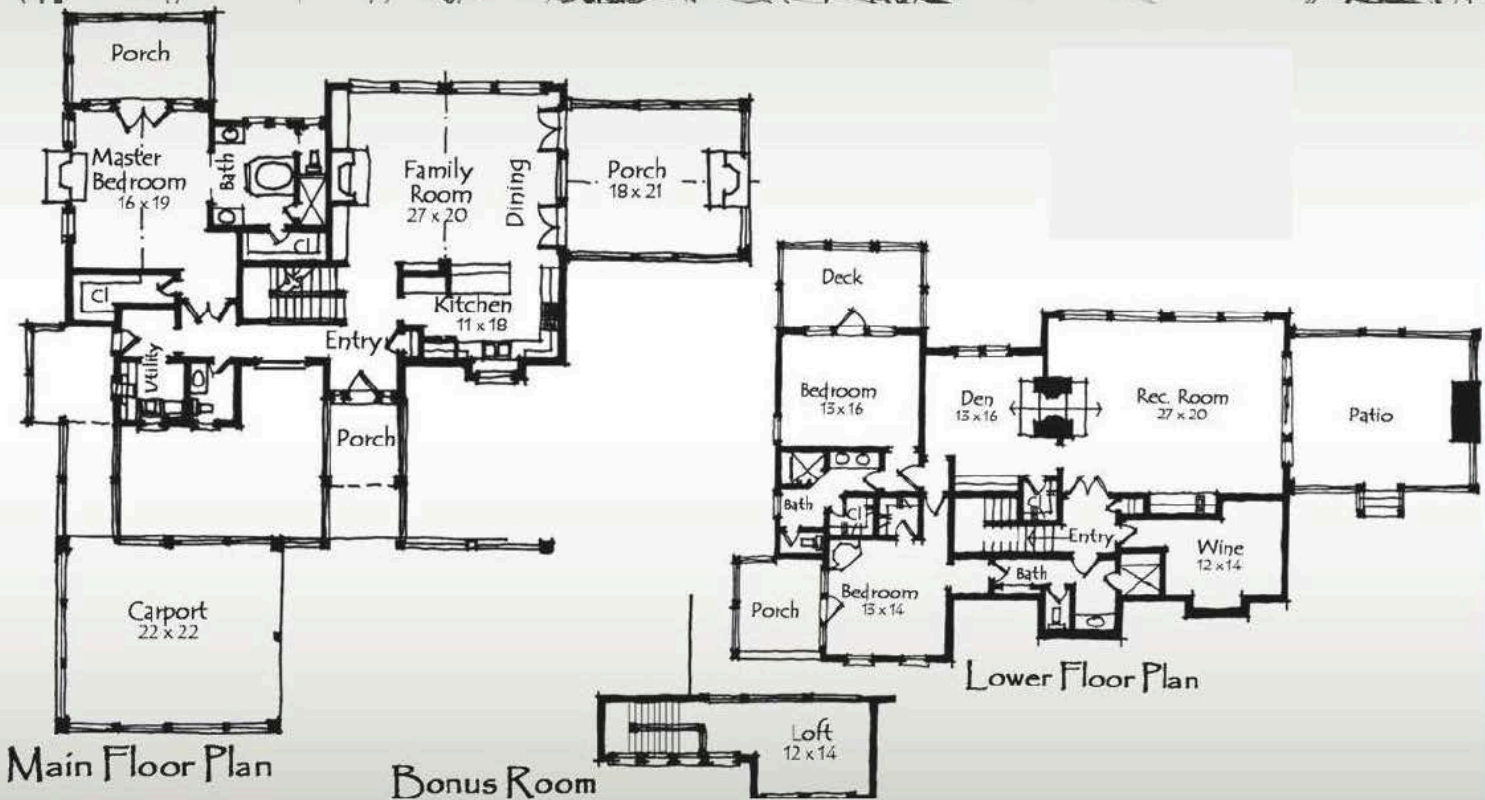 Porch
Master
Bedroom
16 x 19
Bath
Cl
Family
Room
27 x 20
Dining
Porch
18 x 21
Cl
Kitchen
11 x 18
Entry
Utility
Porch
Carport
22 x 22
Main Floor Plan
Deck
Bedroom
13 x 16
Den
13 x 16
Rec. Room
27 x 20
Patio
Bath
Cl
Cl
Entry
Wine
12 x 14
Bath
Porch
Bedroom
13 x 14
Lower Floor Plan
Loft
12 x 14
Bonus Room